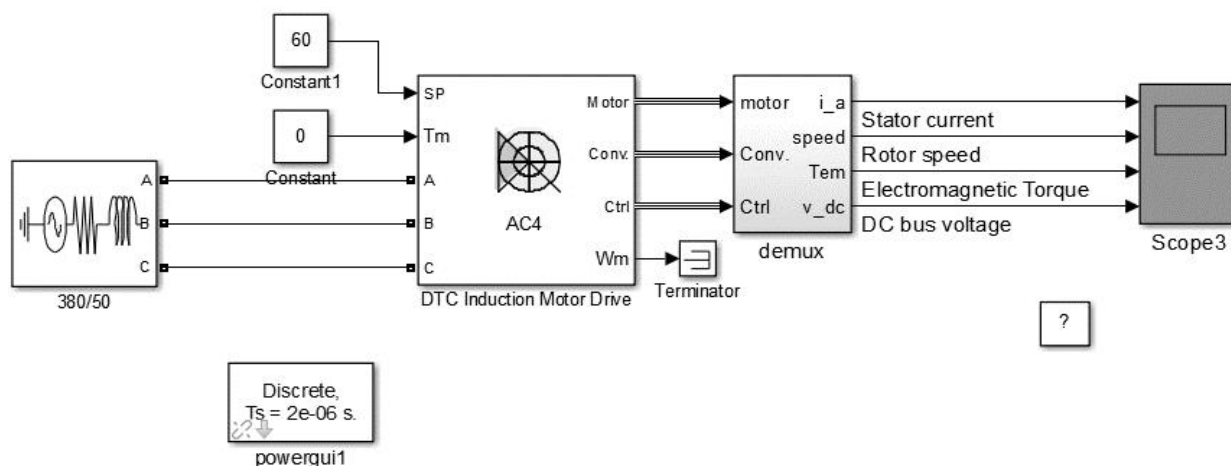 60
Constant1
0
Constant
A
B
C
380/50
SP
Tm
A
B
C
Motor
Conv.
Ctrl
Wm
AC4
DTC Induction Motor Drive
Terminator
motor
Conv.
Ctrl
i_a
speed
Tem
v_dc
demux
Stator current
Rotor speed
Electromagnetic Torque
DC bus voltage
Scope3
?
Discrete,
Ts = 2e-06 s.
powergui1